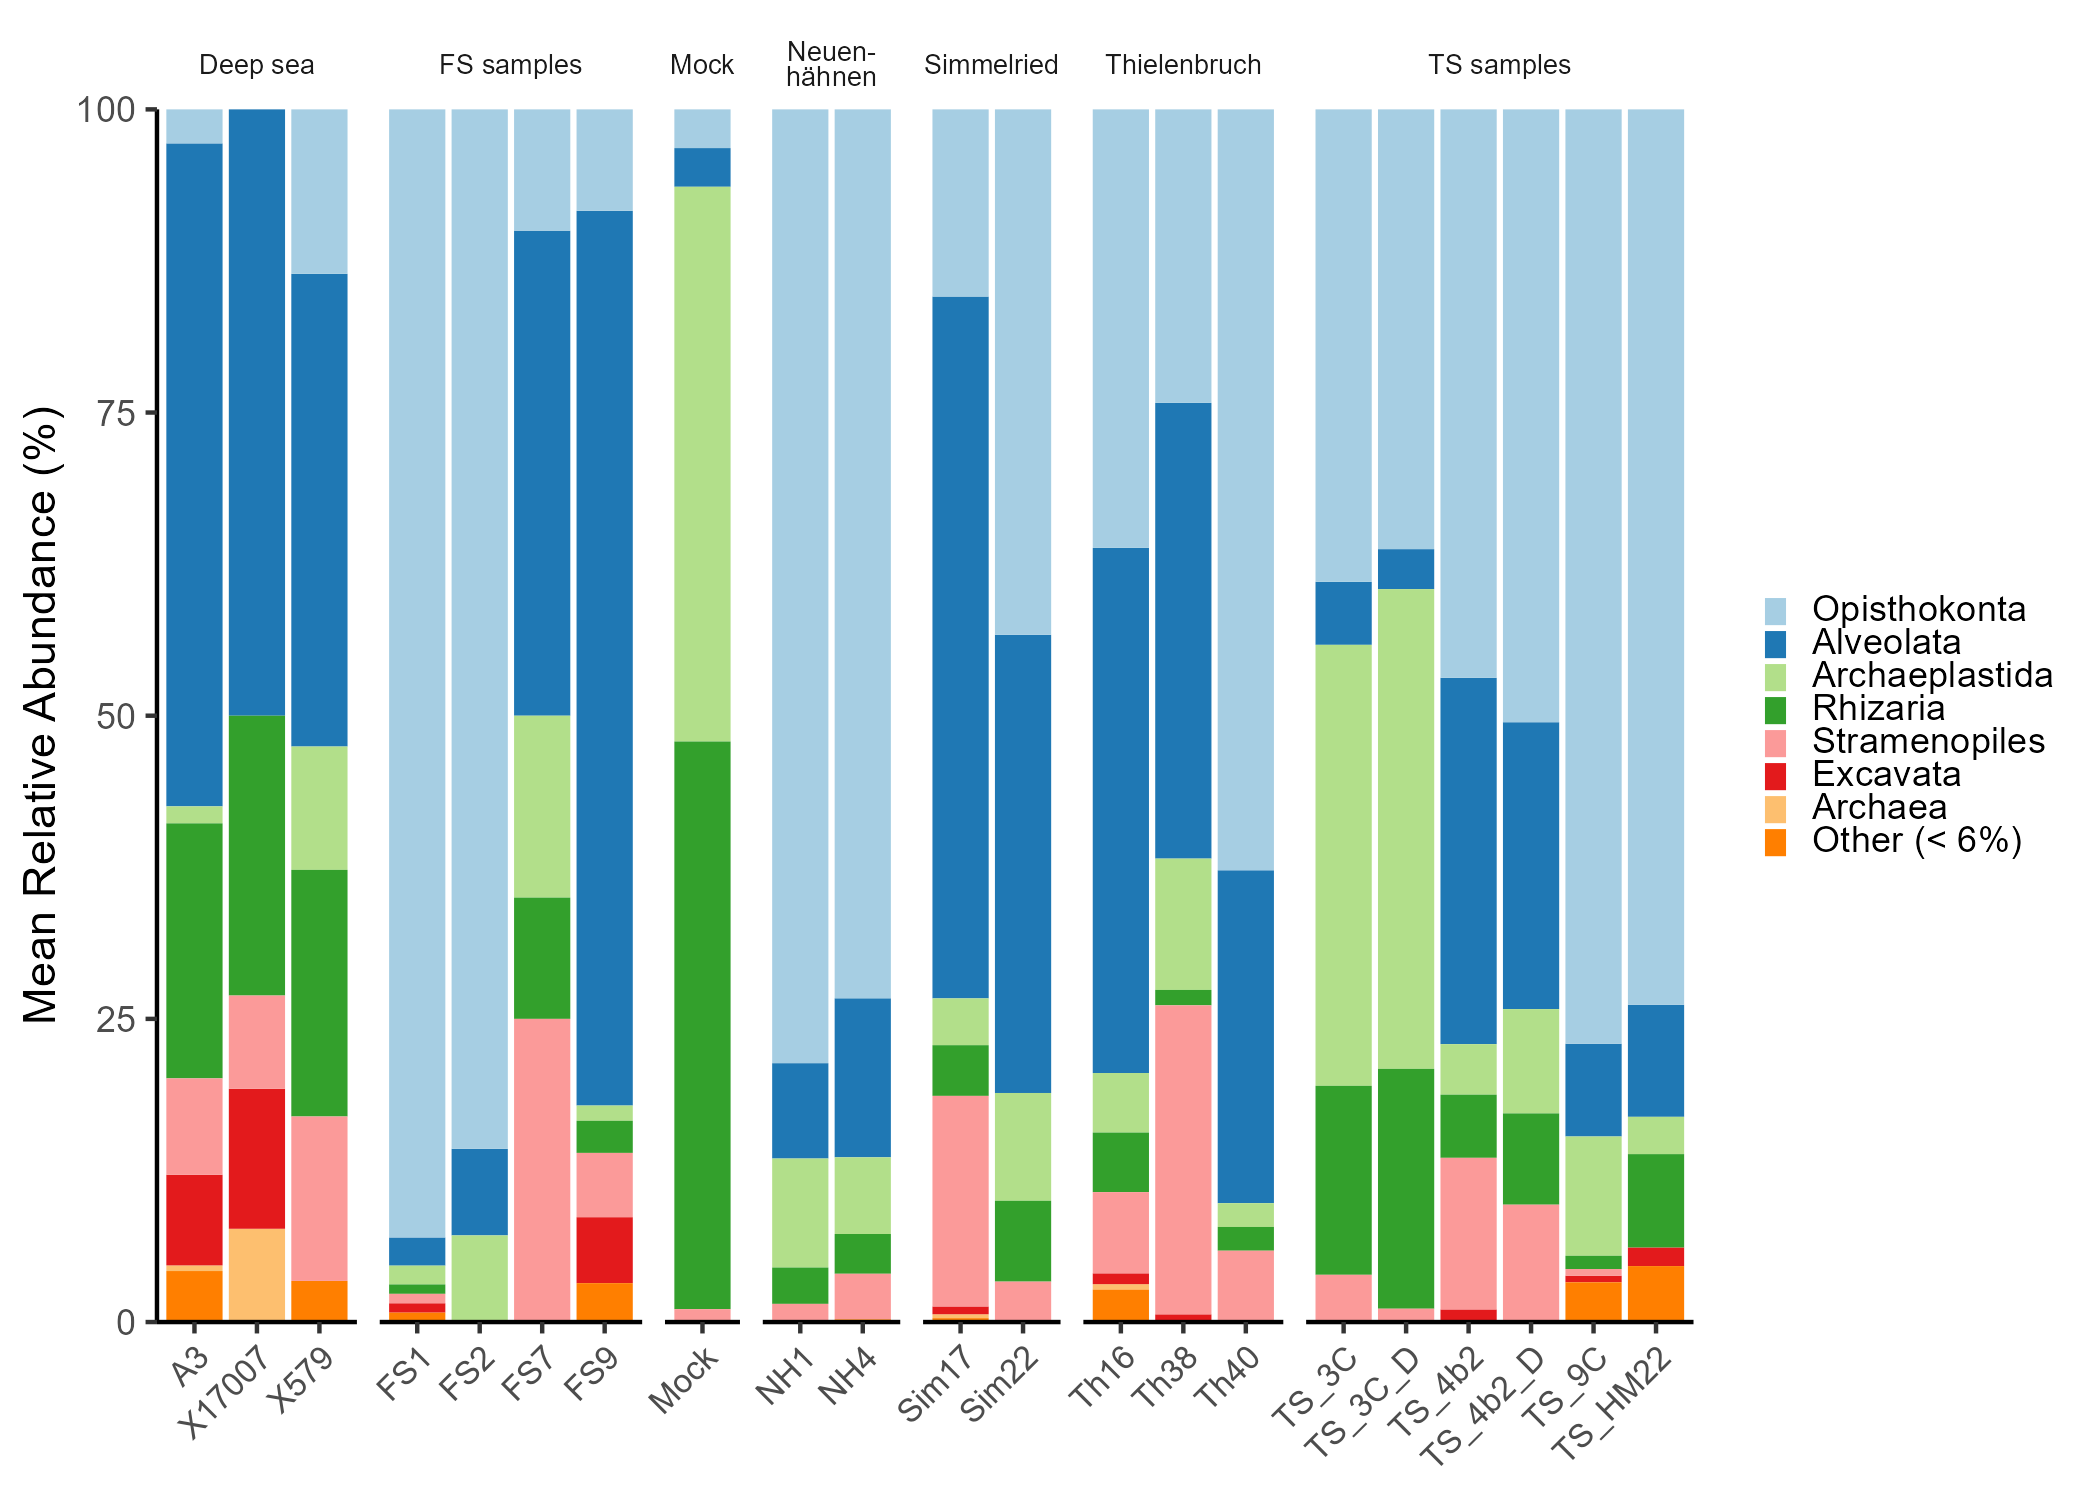 Deep sea
FS samples
Mock
Neuen-
hähnen
Simmelried
Thielenbruch
TS samples
Mean Relative Abundance (%)
100
75
50
25
0
A3
X17007
X579
FS1
FS2
FS7
FS9
Mock
NH1
NH4
Sim17
Sim22
Th16
Th38
Th40
TS_3C
TS_3C_D
TS_4b2
TS_4b2_D
TS_9C
TS_HM22
Opisthokonta
Alveolata
Archaeplastida
Rhizaria
Stramenopiles
Excavata
Archaea
Other (< 6%)